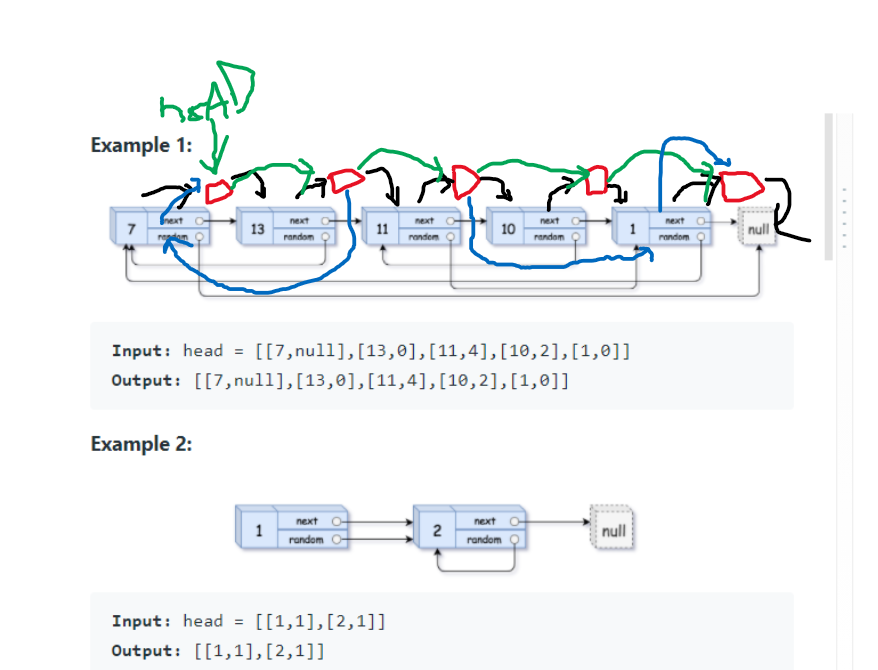 heAD
Example 1:
7 next random 13 next random 11 next random 10 next random 1 next random null
Input: head = [[7,null],[13,0],[11,4],[10,2],[1,0]]
Output: [[7,null],[13,0],[11,4],[10,2],[1,0]]
Example 2:
1 next random 2 next random null
Input: head = [[1,1],[2,1]]
Output: [[1,1],[2,1]]